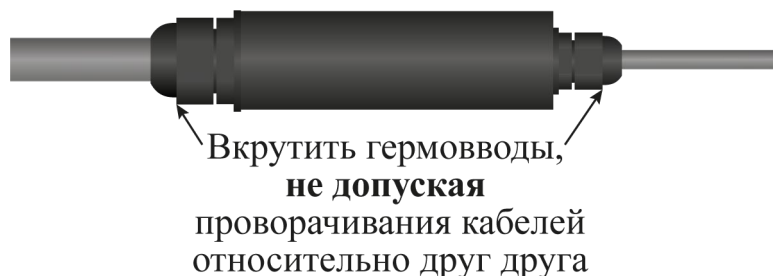 Вкрутить гермовводы,
не допуская
проворачивания кабелей
относительно друг друга